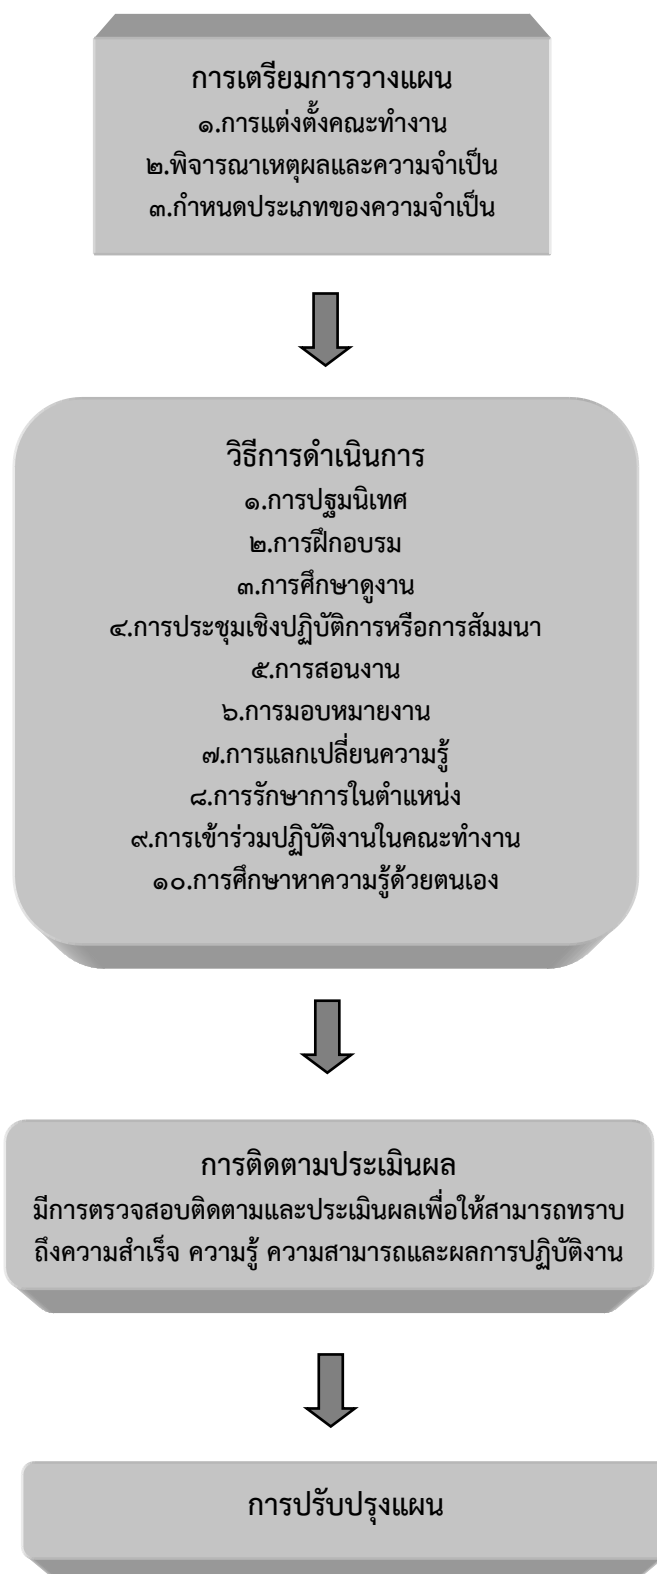 การเตรียมการวางแผน
๑.การแต่งตั้งคณะทำงาน
๒.พิจารณาเหตุผลและความจำเป็น
๓.กำหนดประเภทของความจำเป็น
วิธีการดำเนินการ
๑.การปฐมนิเทศ
๒.การฝึกอบรม
๓.การศึกษาดูงาน
๔.การประชุมเชิงปฏิบัติการหรือการสัมมนา
๕.การสอนงาน
๖.การมอบหมายงาน
๗.การแลกเปลี่ยนความรู้
๘.การรักษาการในตำแหน่ง
๙.การเข้าร่วมปฏิบัติงานในคณะทำงาน
๑๐.การศึกษาหาความรู้ด้วยตนเอง
การติดตามประเมินผล
มีการตรวจสอบติดตามและประเมินผลเพื่อให้สามารถทราบ
ถึงความสำเร็จ ความรู้ ความสามารถและผลการปฏิบัติงาน
การปรับปรุงแผน